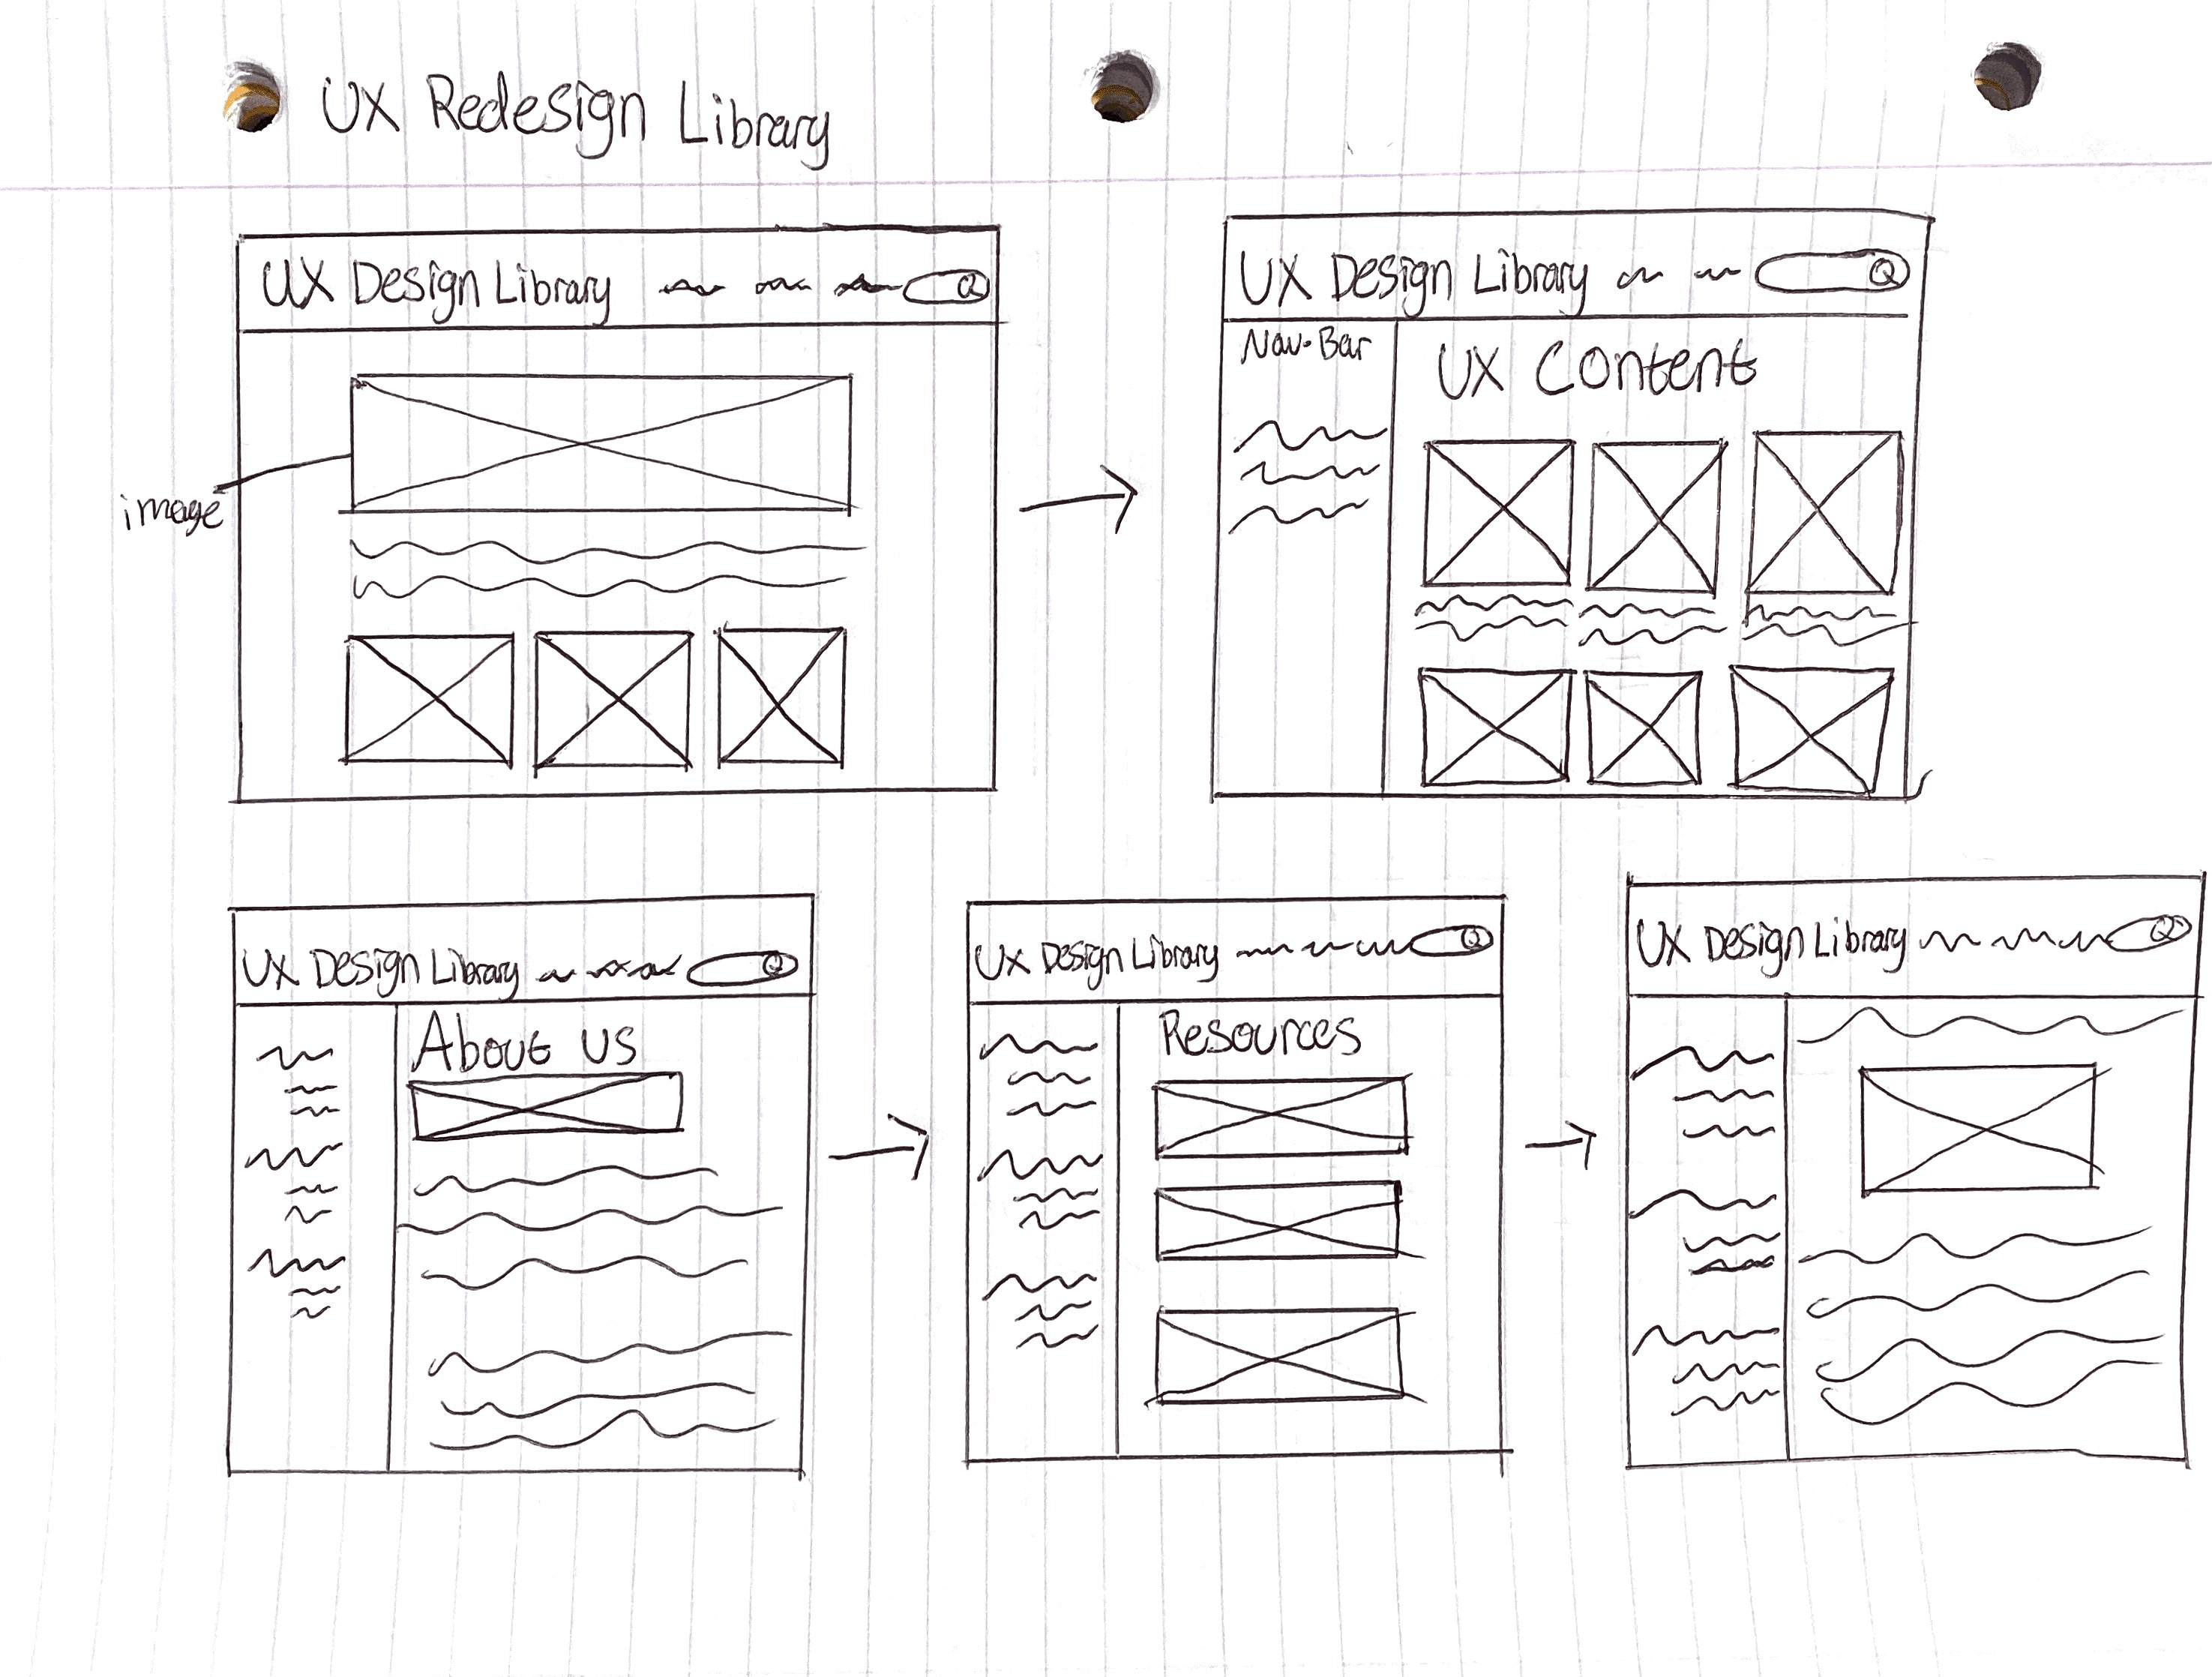 UX Redesign Library
UX Design Library
image
UX Design Library
Nav-Bar
UX Content
UX Design Library
About us
UX Design Library
Resources
UX Design Library